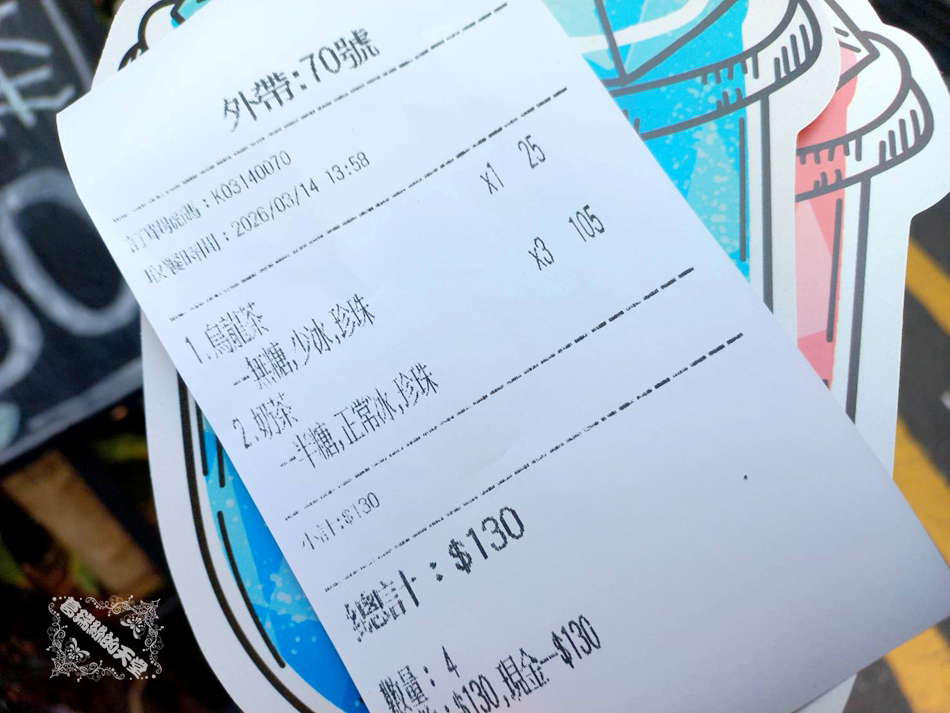 外帶:70號
訂單號碼:K03140070
取餐時間:2026/03/14 13:58
1.烏龍茶 x1 25
--無糖,少冰,珍珠
2.奶茶 x3 105
--半糖,正常冰,珍珠
小計:$130
總計:$130
數量:4
$130,現金--$130